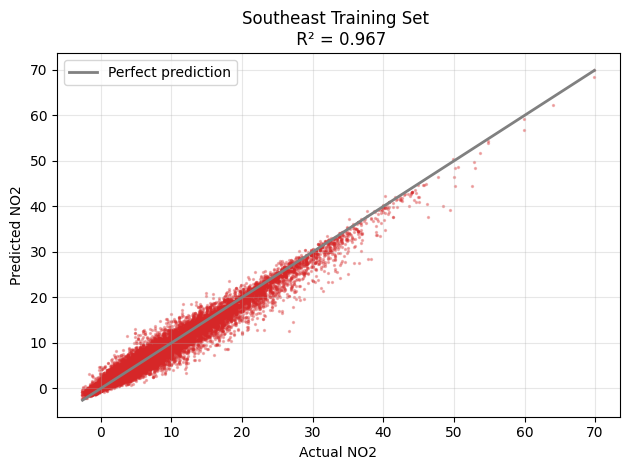 Southeast Training Set
R² = 0.967
Perfect prediction
Predicted NO2
70
60
50
40
30
20
10
0
0 10 20 30 40 50 60 70
Actual NO2